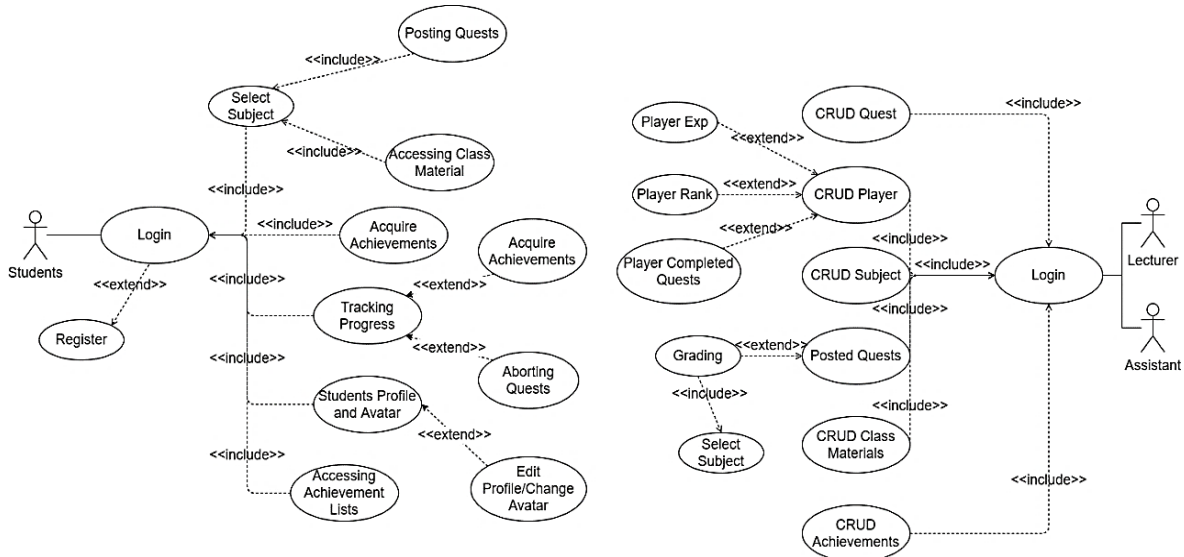 Posting Quests
<<include>>
Select
Subject
<<include>>
Accessing Class
Material
<<include>>
Students
Login
<<include>>
Acquire
Achievements
Acquire
Achievements
<<extend>>
Register
<<include>>
<<extend>>
Tracking
Progress
<<extend>>
Aborting
Quests
<<include>>
Students Profile
and Avatar
<<extend>>
Edit
Profile/Change
Avatar
<<include>>
Accessing
Achievement
Lists
CRUD Quest
<<include>>
Player Exp
<<extend>>
Player Rank
<<extend>>
CRUD Player
<<extend>>
Player Completed
Quests
<<include>>
CRUD Subject
<<include>>
Login
Lecturer
Assistant
<<include>>
Grading
<<extend>>
Posted Quests
<<include>>
Select
Subject
<<include>>
CRUD Class
Materials
<<include>>
CRUD
Achievements